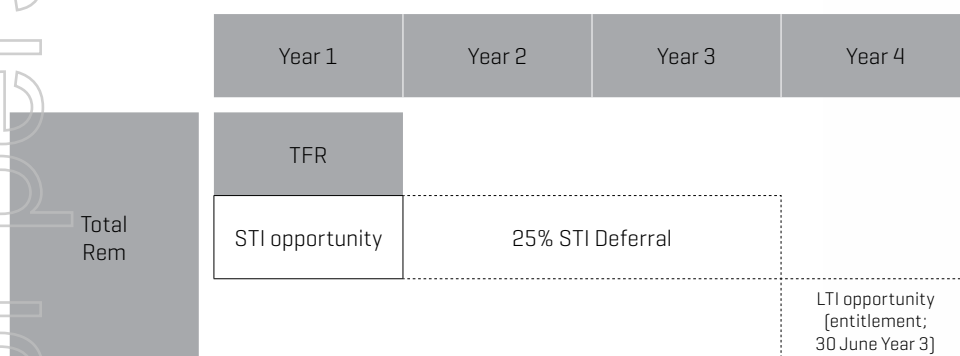 Year 1
Year 2
Year 3
Year 4
TFR
Total
Rem
STI opportunity
25% STI Deferral
LTI opportunity
(entitlement;
30 June Year 3)